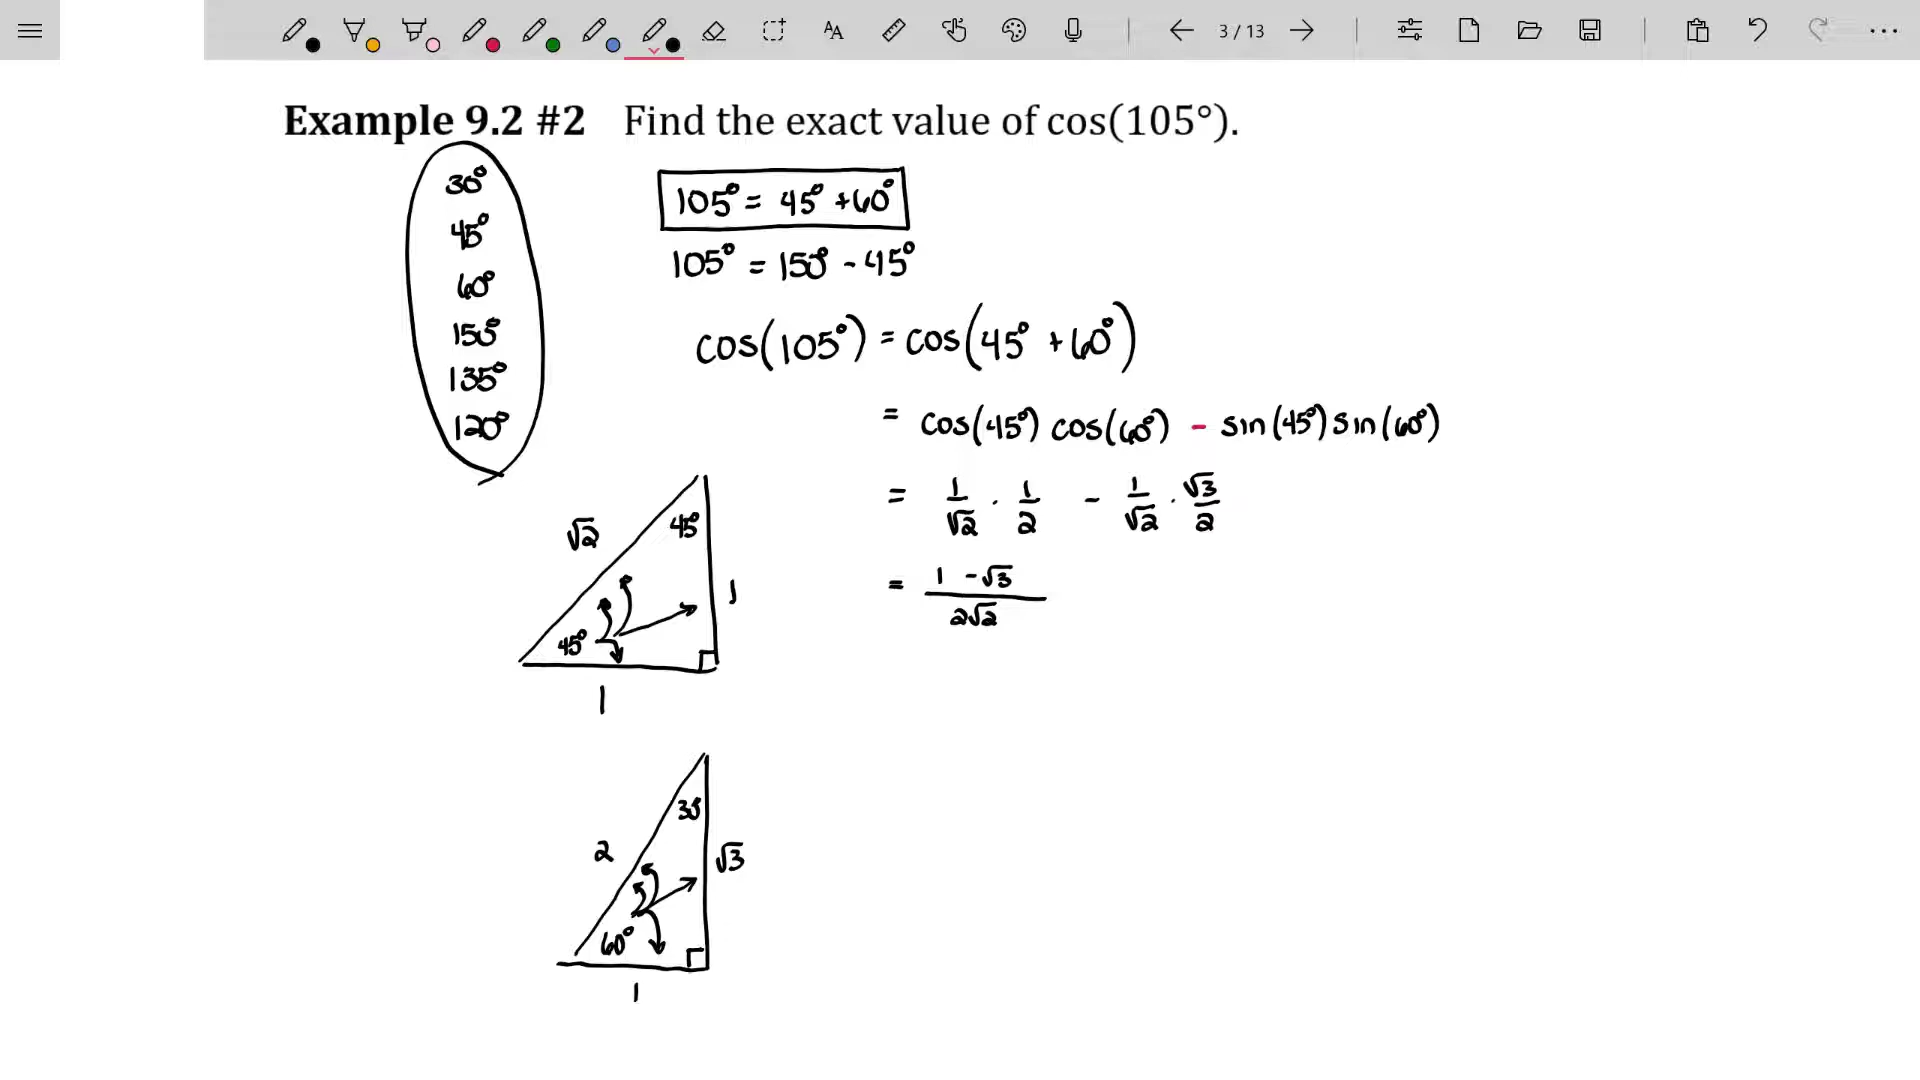 3 / 13
Example 9.2 #2 Find the exact value of cos(105°).
30°
45°
60°
150°
135°
120°
105° = 45° + 60°
105° = 150° - 45°
cos(105°) = cos(45° + 60°)
= cos(45°) cos(60°) - sin(45°) sin(60°)
= 1/√2 · 1/2 - 1/√2 · √3/2
= (1 - √3)/(2√2)
√2
45°
1
45°
1
30°
2
√3
60°
1